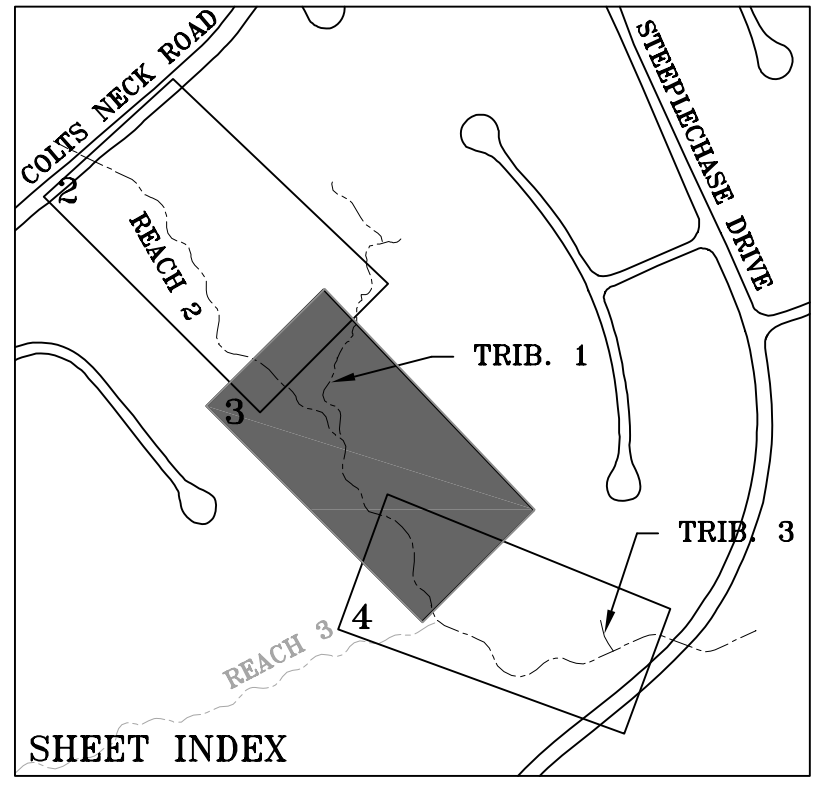 COLTS NECK ROAD
STEEPLECHASE DRIVE
2
REACH 2
TRIB. 1
3
TRIB. 3
4
REACH 3
SHEET INDEX